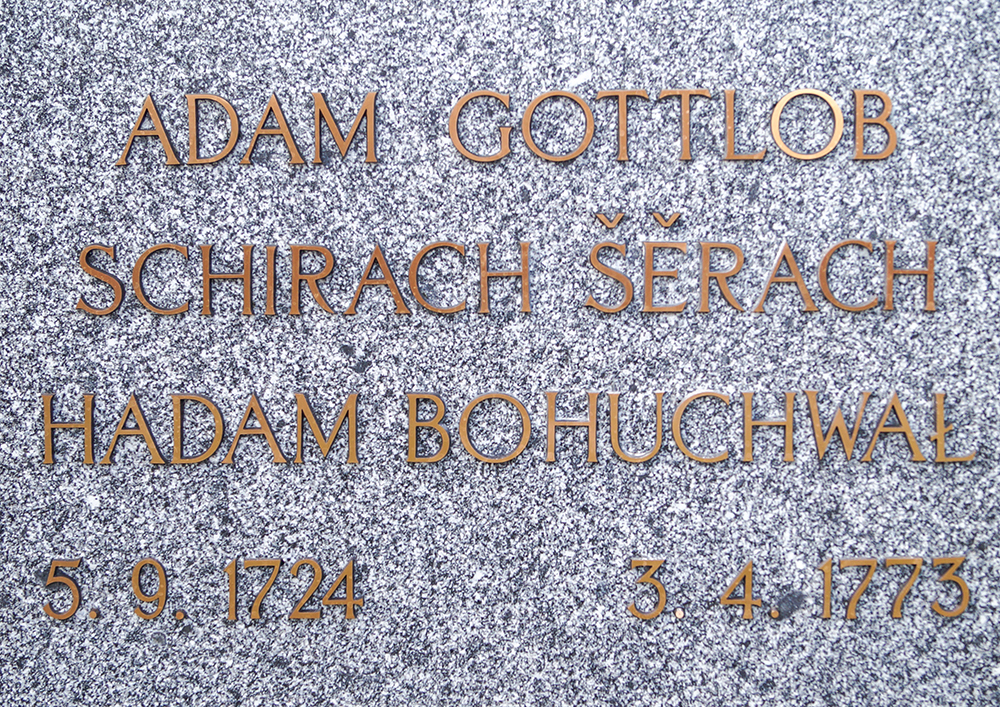 ADAM GOTTLOB
SCHIRACH ŠĚRACH
HADAM BOHUCHWAŁ
5. 9. 1724 3. 4. 1773